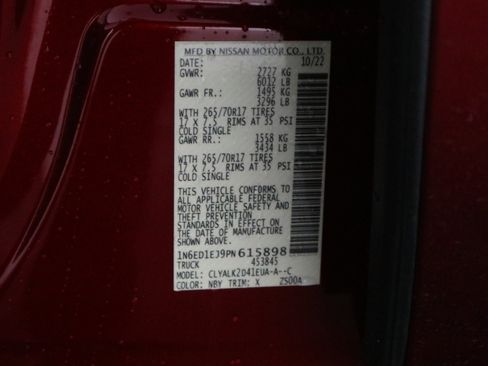 MFD BY NISSAN MOTOR CO., LTD.
DATE: 10/22
GVWR: 2727 KG
6012 LB
GAWR FR.: 1495 KG
3296 LB
WITH 265/70R17 TIRES
17 X 7.5 RIMS AT 35 PSI
COLD SINGLE
GAWR RR.: 1558 KG
3434 LB
WITH 265/70R17 TIRES
17 X 7.5 RIMS AT 35 PSI
COLD SINGLE
THIS VEHICLE CONFORMS TO
ALL APPLICABLE FEDERAL
MOTOR VEHICLE SAFETY AND
THEFT PREVENTION
STANDARDS IN EFFECT ON
THE DATE OF MANUFACTURE
SHOWN ABOVE.
1N6ED1EJ9PN615898
TRUCK 453845
MODEL: CLYALK2D41EUA-A--C
COLOR: NBY TRIM: X Z500A